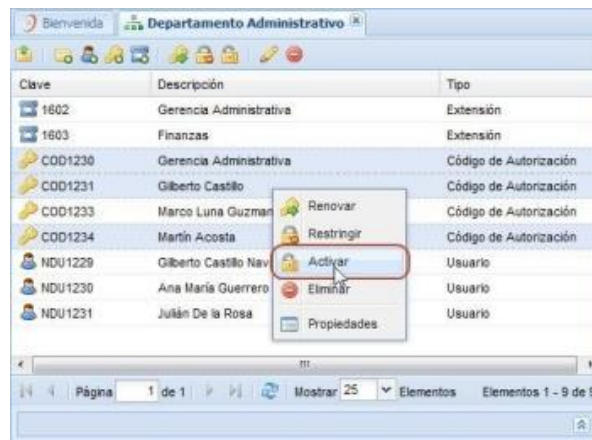 Bienvenida Departamento Administrativo
Clave Descripción Tipo
1602 Gerencia Administrativa Extensión
1603 Finanzas Extensión
COD1230 Gerencia Administrativa Código de Autorización
COD1231 Gilberto Castillo Código de Autorización
COD1233 Marco Luna Guzman Código de Autorización
COD1234 Martín Acosta Código de Autorización
NDU1229 Gilberto Castillo Nav Usuario
NDU1230 Ana María Guerrero Usuario
NDU1231 Julián De la Rosa Usuario
Renovar
Restringir
Activar
Eliminar
Propiedades
Página 1 de 1 Mostrar 25 Elementos Elementos 1 - 9 de